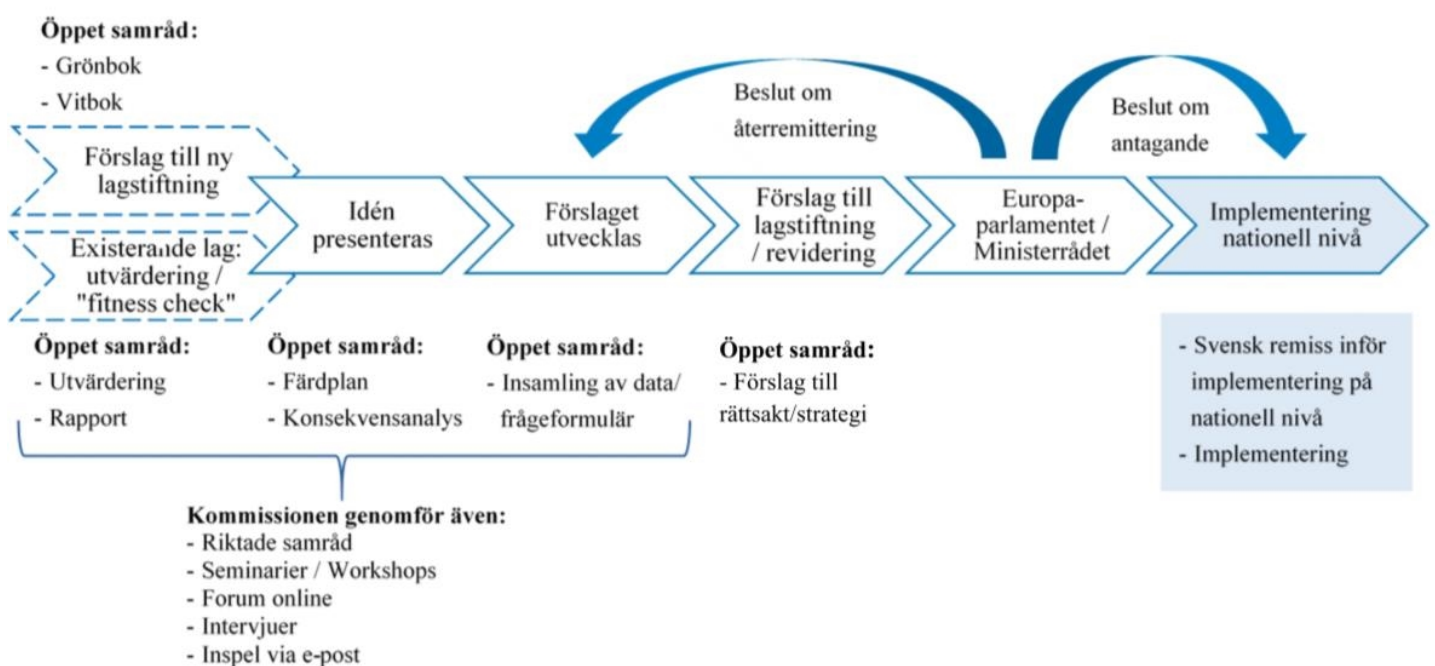 Öppet samråd:
- Grönbok
- Vitbok
Förslag till ny
lagstiftning
Existerande lag:
utvärdering /
"fitness check"
Idén
presenteras
Förslaget
utvecklas
Förslag till
lagstiftning
/ revidering
Europa-
parlamentet /
Ministerrådet
Implementering
nationell nivå
Beslut om
återremittering
Beslut om
antagande
Öppet samråd:
- Utvärdering
- Rapport
Öppet samråd:
- Färdplan
- Konsekvensanalys
Öppet samråd:
- Insamling av data/
frågeformulär
Öppet samråd:
- Förslag till
rättsakt/strategi
- Svensk remiss inför
implementering på
nationell nivå
- Implementering
Kommissionen genomför även:
- Riktade samråd
- Seminarier / Workshops
- Forum online
- Intervjuer
- Inspel via e-post